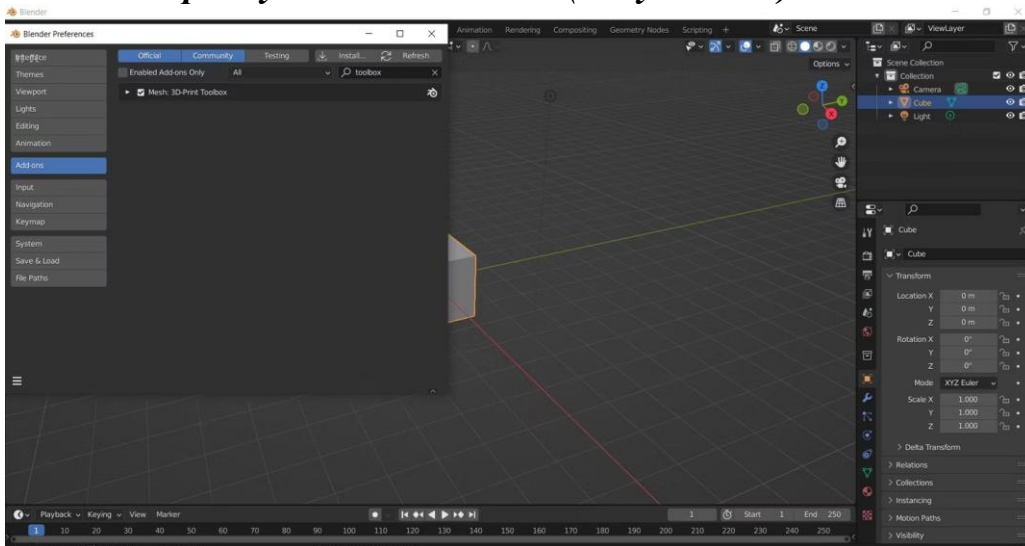 Blender
Blender Preferences
Animation Rendering Compositing Geometry Nodes Scripting + Scene ViewLayer
Official Community Testing Install... Refresh
Themes
Enabled Add-ons Only All toolbox
Options
Scene Collection
Viewport
Mesh: 3D-Print Toolbox
Collection
Camera
Lights
Cube
Editing
Light
Animation
X
Y
Add-ons
Input
Navigation
Keymap
Cube
System
Save & Load
Cube
File Paths
Transform
Location X 0 m
Y 0 m
Z 0 m
Rotation X 0°
Y 0°
Z 0°
Mode XYZ Euler
Scale X 1.000
Y 1.000
Z 1.000
Delta Transform
Relations
Collections
Instancing
Playback Keying View Marker 1 Start 1 End 250
Motion Paths
1 10 20 30 40 50 60 70 80 90 100 110 120 130 140 150 160 170 180 190 200 210 220 230 240 250
Visibility